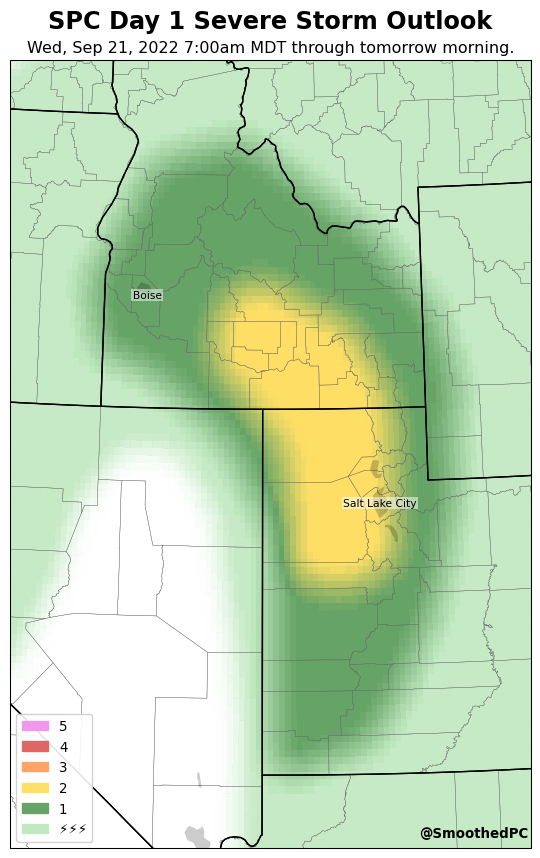 SPC Day 1 Severe Storm Outlook
Wed, Sep 21, 2022 7:00am MDT through tomorrow morning.
Boise
Salt Lake City
5
4
3
2
1
⚡⚡⚡
@SmoothedPC